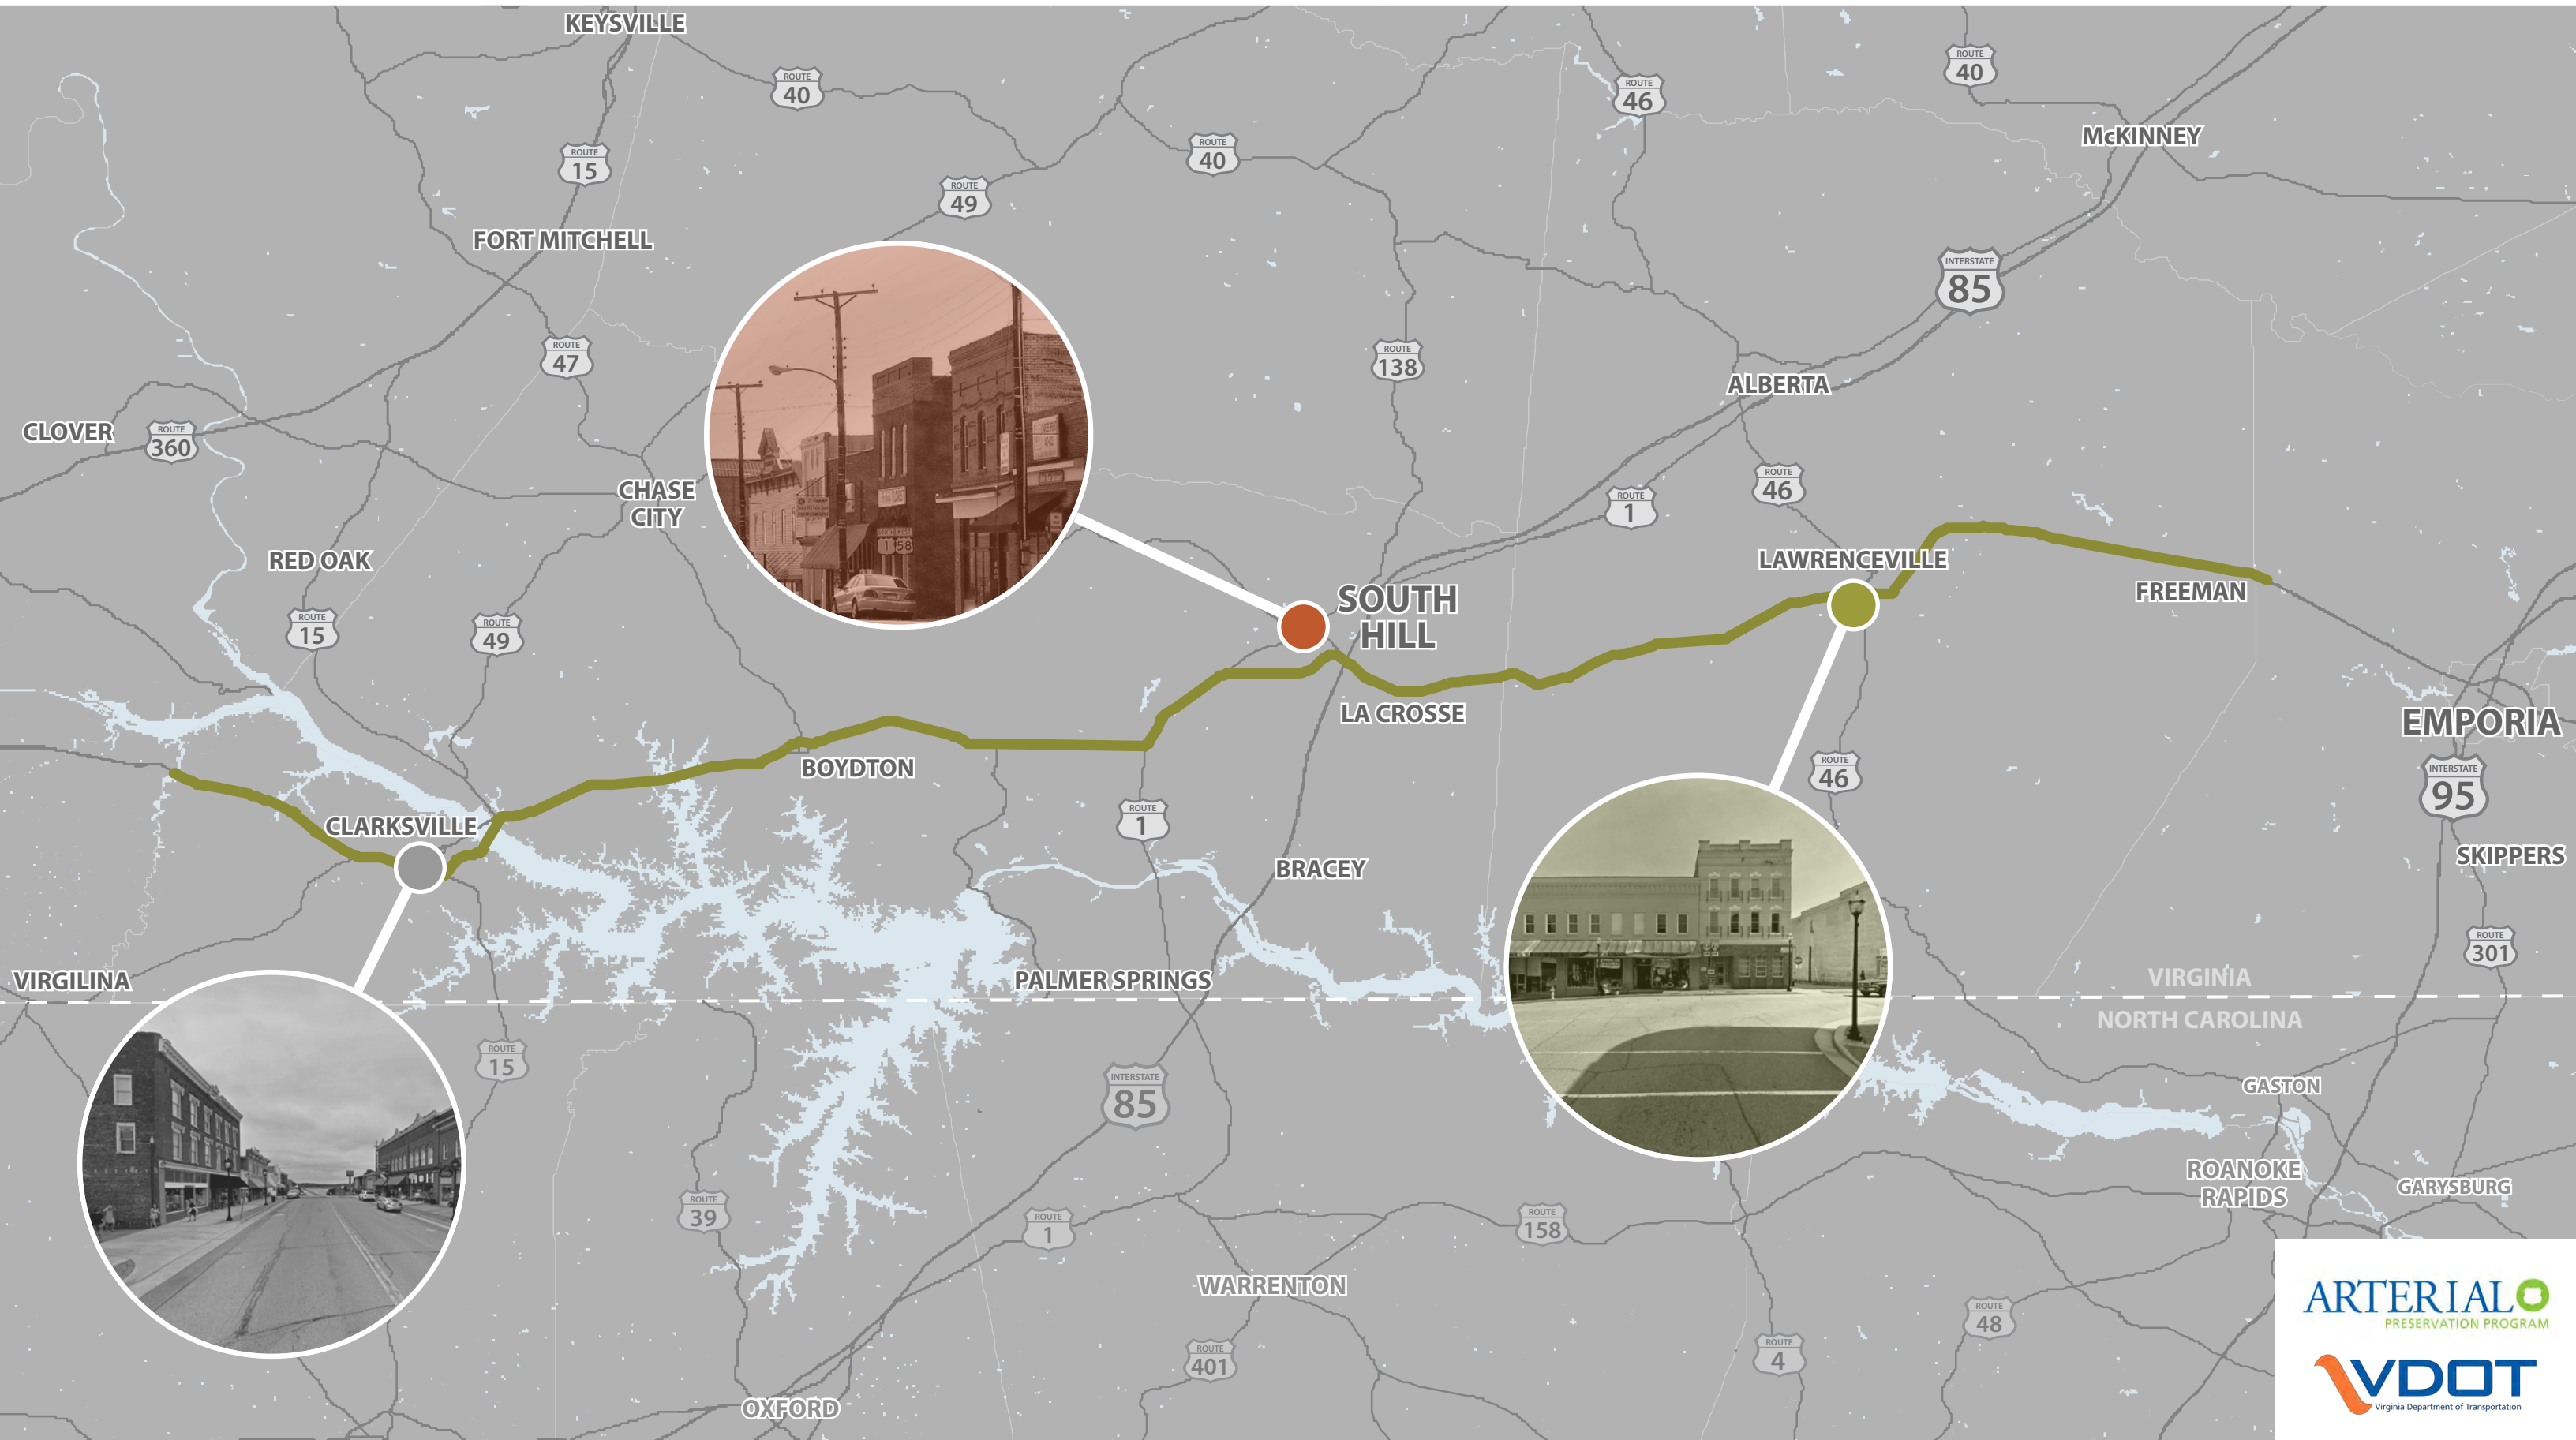 KEYSVILLE
ROUTE
40
ROUTE
46
ROUTE
40
McKINNEY
ROUTE
15
ROUTE
40
ROUTE
49
FORT MITCHELL
INTERSTATE
85
ROUTE
47
ROUTE
138
ALBERTA
CLOVER
ROUTE
360
CHASE
CITY
ROUTE
46
ROUTE
1
1
58
RED OAK
LAWRENCEVILLE
FREEMAN
SOUTH
HILL
ROUTE
15
ROUTE
49
LA CROSSE
EMPORIA
BOYDTON
ROUTE
46
INTERSTATE
95
CLARKSVILLE
ROUTE
1
BRACEY
SKIPPERS
ROUTE
301
VIRGILINA
PALMER SPRINGS
VIRGINIA
NORTH CAROLINA
ROUTE
15
INTERSTATE
85
GASTON
ROANOKE
RAPIDS
GARYSBURG
ROUTE
39
ROUTE
1
ROUTE
158
WARRENTON
ROUTE
48
ROUTE
401
ROUTE
4
OXFORD
ARTERIAL
PRESERVATION PROGRAM
VDOT
Virginia Department of Transportation